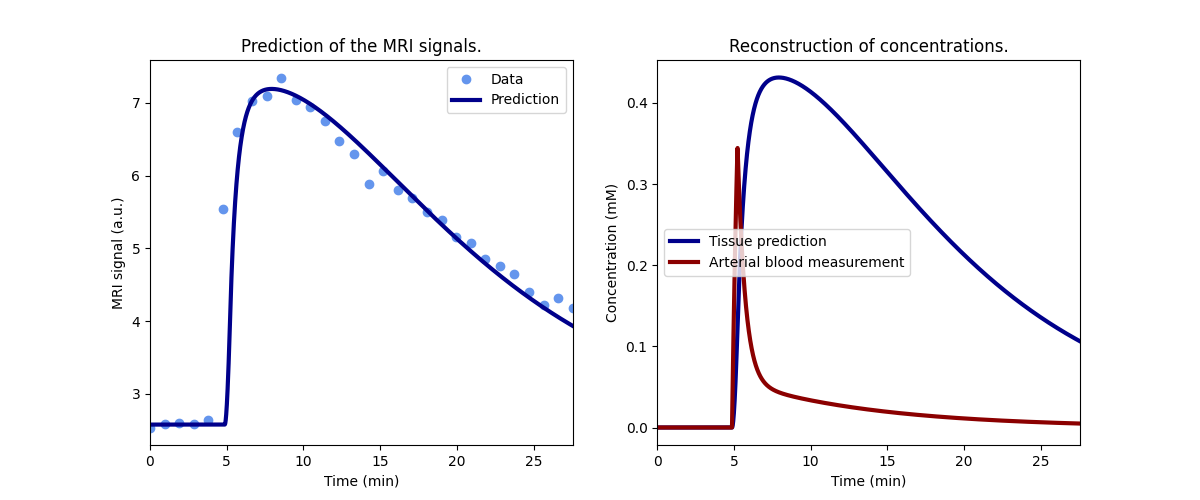 Prediction of the MRI signals.
MRI signal (a.u.)
7
6
5
4
3
0
5
10
15
20
25
Time (min)
Data
Prediction
Reconstruction of concentrations.
Concentration (mM)
0.4
0.3
0.2
0.1
0.0
0
5
10
15
20
25
Time (min)
Tissue prediction
Arterial blood measurement